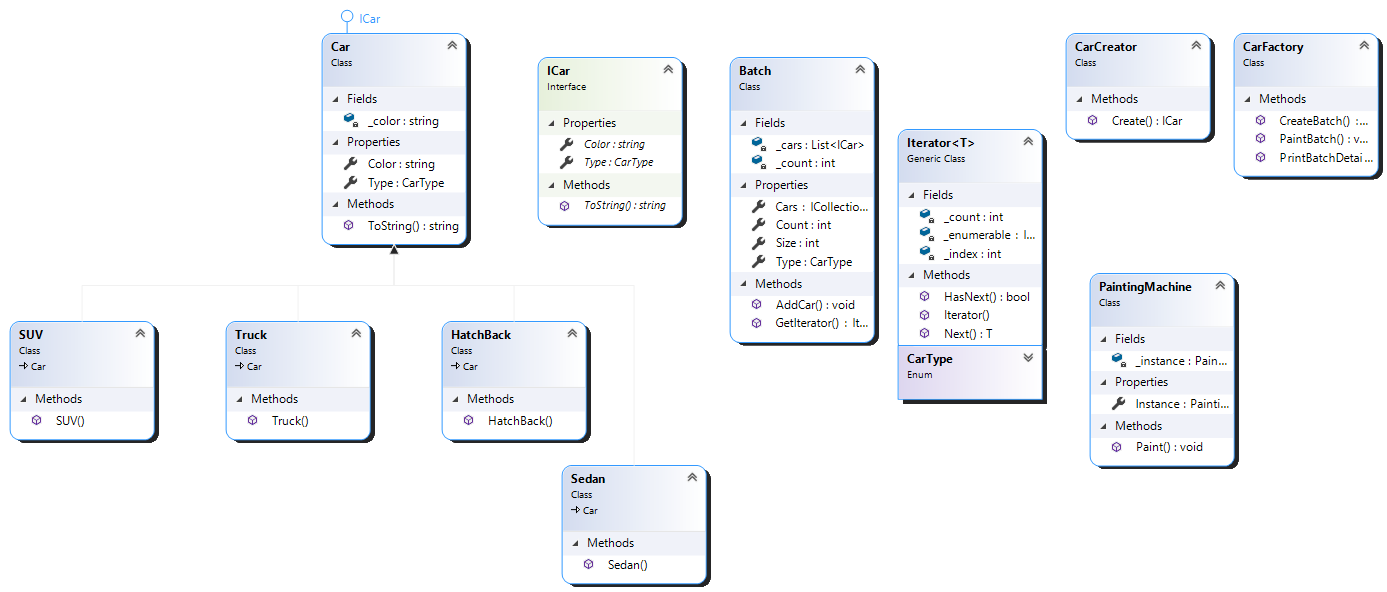 ICar
Car
Class
Fields
_color : string
Properties
Color : string
Type : CarType
Methods
ToString() : string
ICar
Interface
Properties
Color : string
Type : CarType
Methods
ToString() : string
Batch
Class
Fields
_cars : List<ICar>
_count : int
Properties
Cars : ICollectio...
Count : int
Size : int
Type : CarType
Methods
AddCar() : void
GetIterator() : It...
Iterator<T>
Generic Class
Fields
_count : int
_enumerable : I...
_index : int
Methods
HasNext() : bool
Iterator()
Next() : T
CarType
Enum
CarCreator
Class
Methods
Create() : ICar
CarFactory
Class
Methods
CreateBatch() :...
PaintBatch() : v...
PrintBatchDetai...
PaintingMachine
Class
Fields
_instance : Pain...
Properties
Instance : Painti...
Methods
Paint() : void
SUV
Class
Car
Methods
SUV()
Truck
Class
Car
Methods
Truck()
HatchBack
Class
Car
Methods
HatchBack()
Sedan
Class
Car
Methods
Sedan()